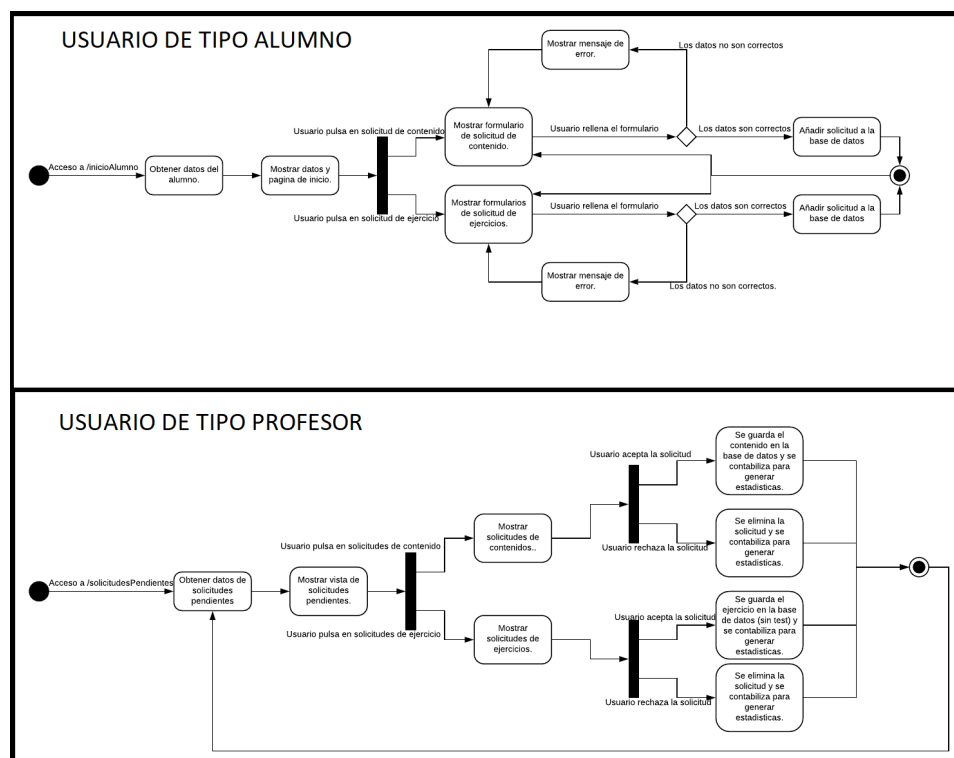 USUARIO DE TIPO ALUMNO
Mostrar mensaje de
error.
Los datos no son correctos
Usuario pulsa en solicitud de contenido
Mostrar formulario
de solicitud de
contenido.
Usuario rellena el formulario
Los datos son correctos
Añadir solicitud a la
base de datos
Acceso a /inicioAlumno
Obtener datos del
alumno.
Mostrar datos y
pagina de inicio.
Usuario pulsa en solicitud de ejercicio
Mostrar formularios
de solicitud de
ejercicios.
Usuario rellena el formulario
Los datos son correctos
Añadir solicitud a la
base de datos
Mostrar mensaje de
error.
Los datos no son correctos.
USUARIO DE TIPO PROFESOR
Usuario acepta la solicitud
Se guarda el
contenido en la
base de datos y se
contabiliza para
generar
estadisticas.
Usuario pulsa en solicitudes de contenido
Mostrar
solicitudes de
contenidos..
Usuario rechaza la solicitud
Se elimina la
solicitud y se
contabiliza para
generar
estadisticas.
Acceso a /solicitudesPendientes
Obtener datos de
solicitudes
pendientes
Mostrar vista de
solicitudes
pendientes.
Usuario pulsa en solicitudes de ejercicio
Mostrar
solicitudes de
ejercicios.
Usuario acepta la solicitud
Se guarda el
ejercicio en la base
de datos (sin test) y
se contabiliza para
generar
estadisticas.
Usuario rechaza la solicitud
Se elimina la
solicitud y se
contabiliza para
generar
estadisticas.